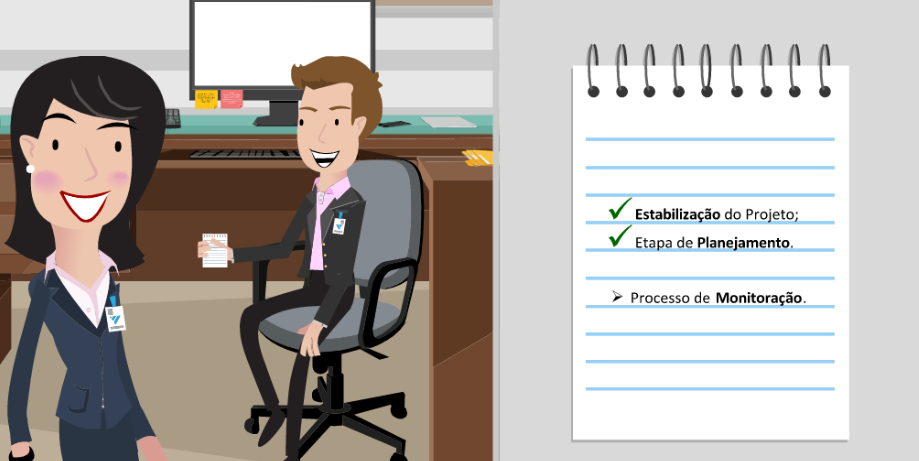 Estabilização do Projeto;
Etapa de Planejamento.
Processo de Monitoração.